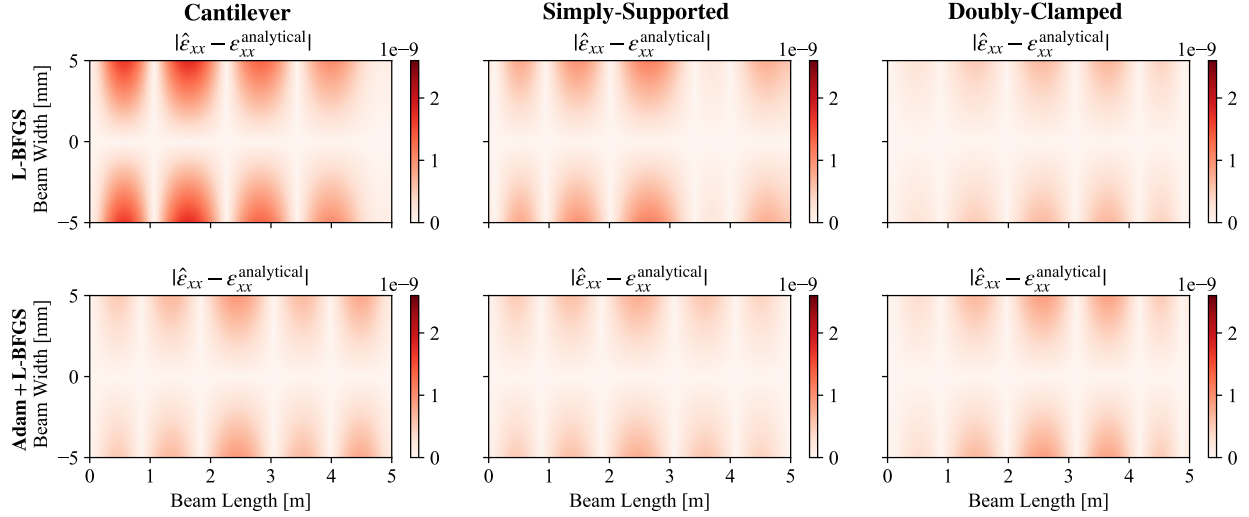 Cantilever
Simply-Supported
Doubly-Clamped
|ε̂xx − εxx^analytical|
1e−9
|ε̂xx − εxx^analytical|
1e−9
|ε̂xx − εxx^analytical|
1e−9
L-BFGS
Beam Width [mm]
5
0
−5
2
1
0
2
1
0
2
1
0
|ε̂xx − εxx^analytical|
1e−9
|ε̂xx − εxx^analytical|
1e−9
|ε̂xx − εxx^analytical|
1e−9
Adam + L-BFGS
Beam Width [mm]
5
0
−5
2
1
0
2
1
0
2
1
0
0 1 2 3 4 5
0 1 2 3 4 5
0 1 2 3 4 5
Beam Length [m]
Beam Length [m]
Beam Length [m]